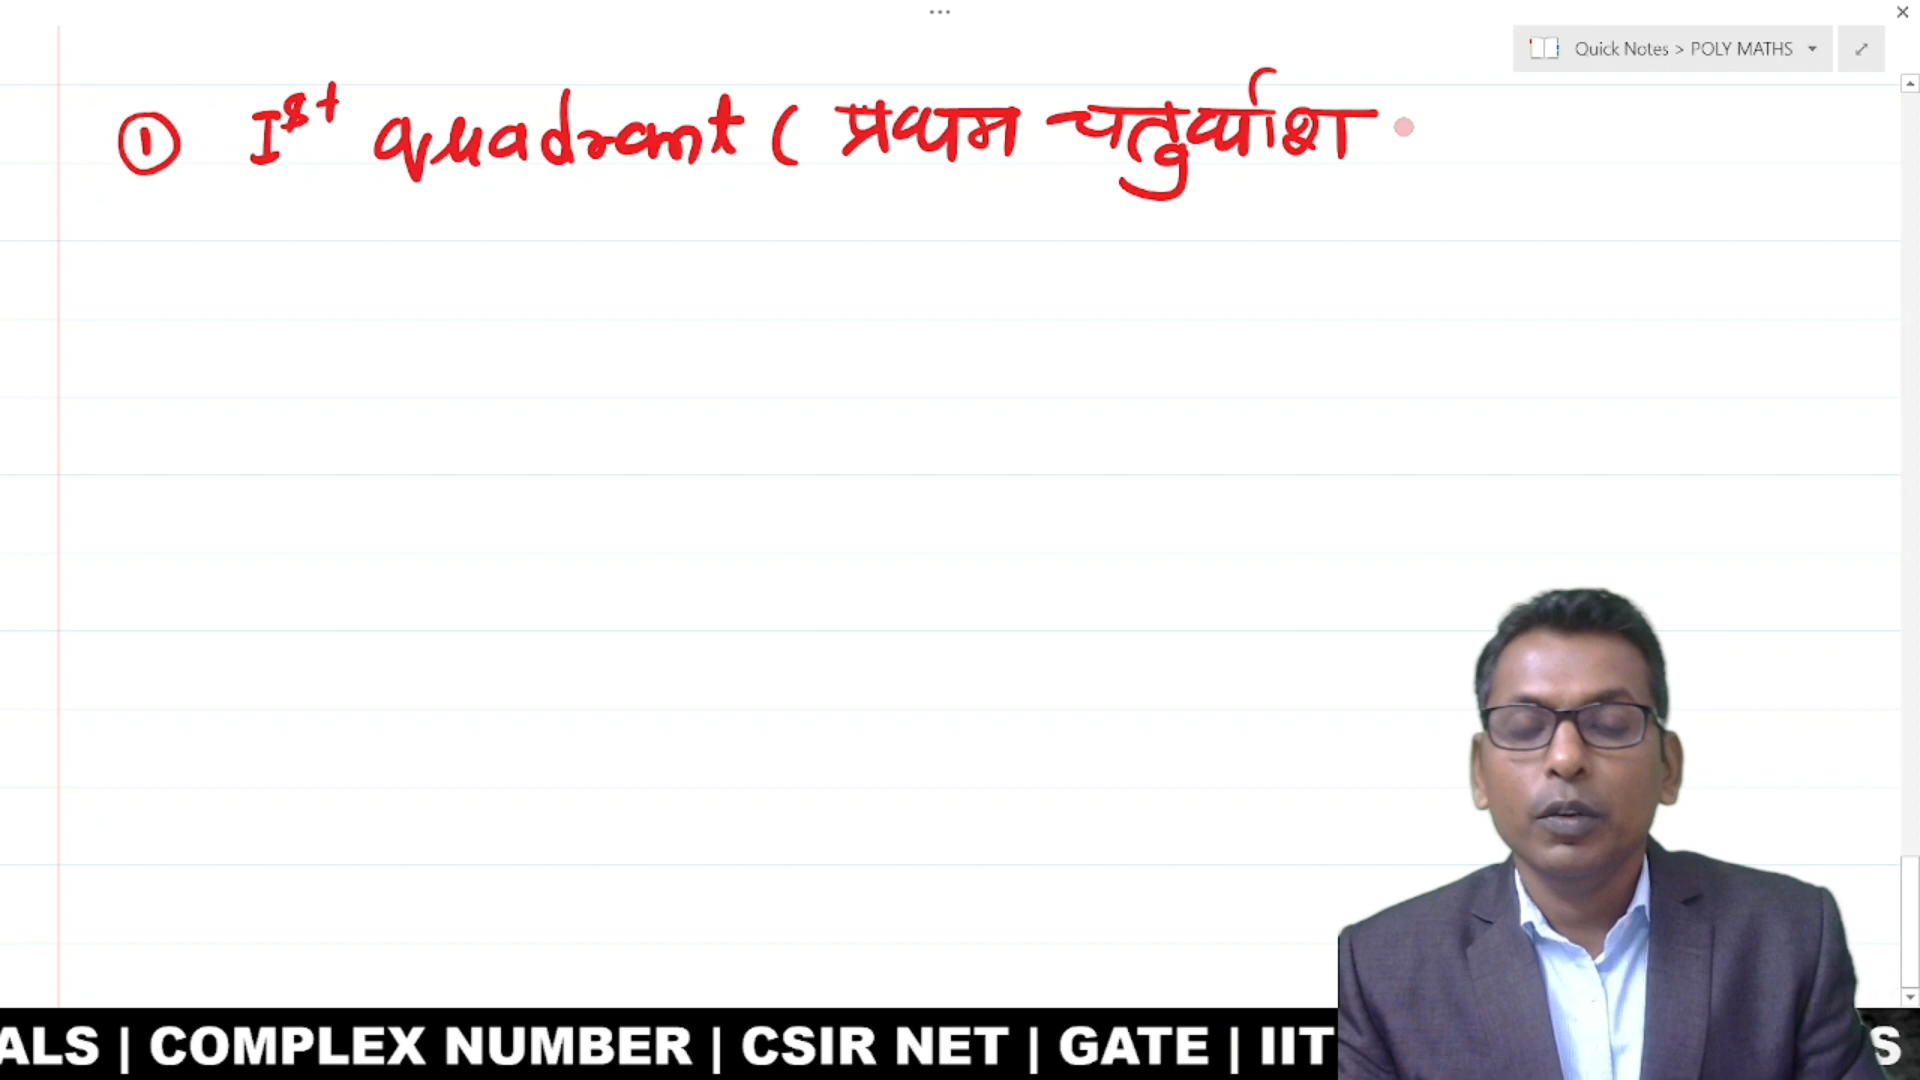 Quick Notes > POLY MATHS
① Ist quadrant ( प्रथम चतुर्थांश
ALS | COMPLEX NUMBER | CSIR NET | GATE | IIT
S